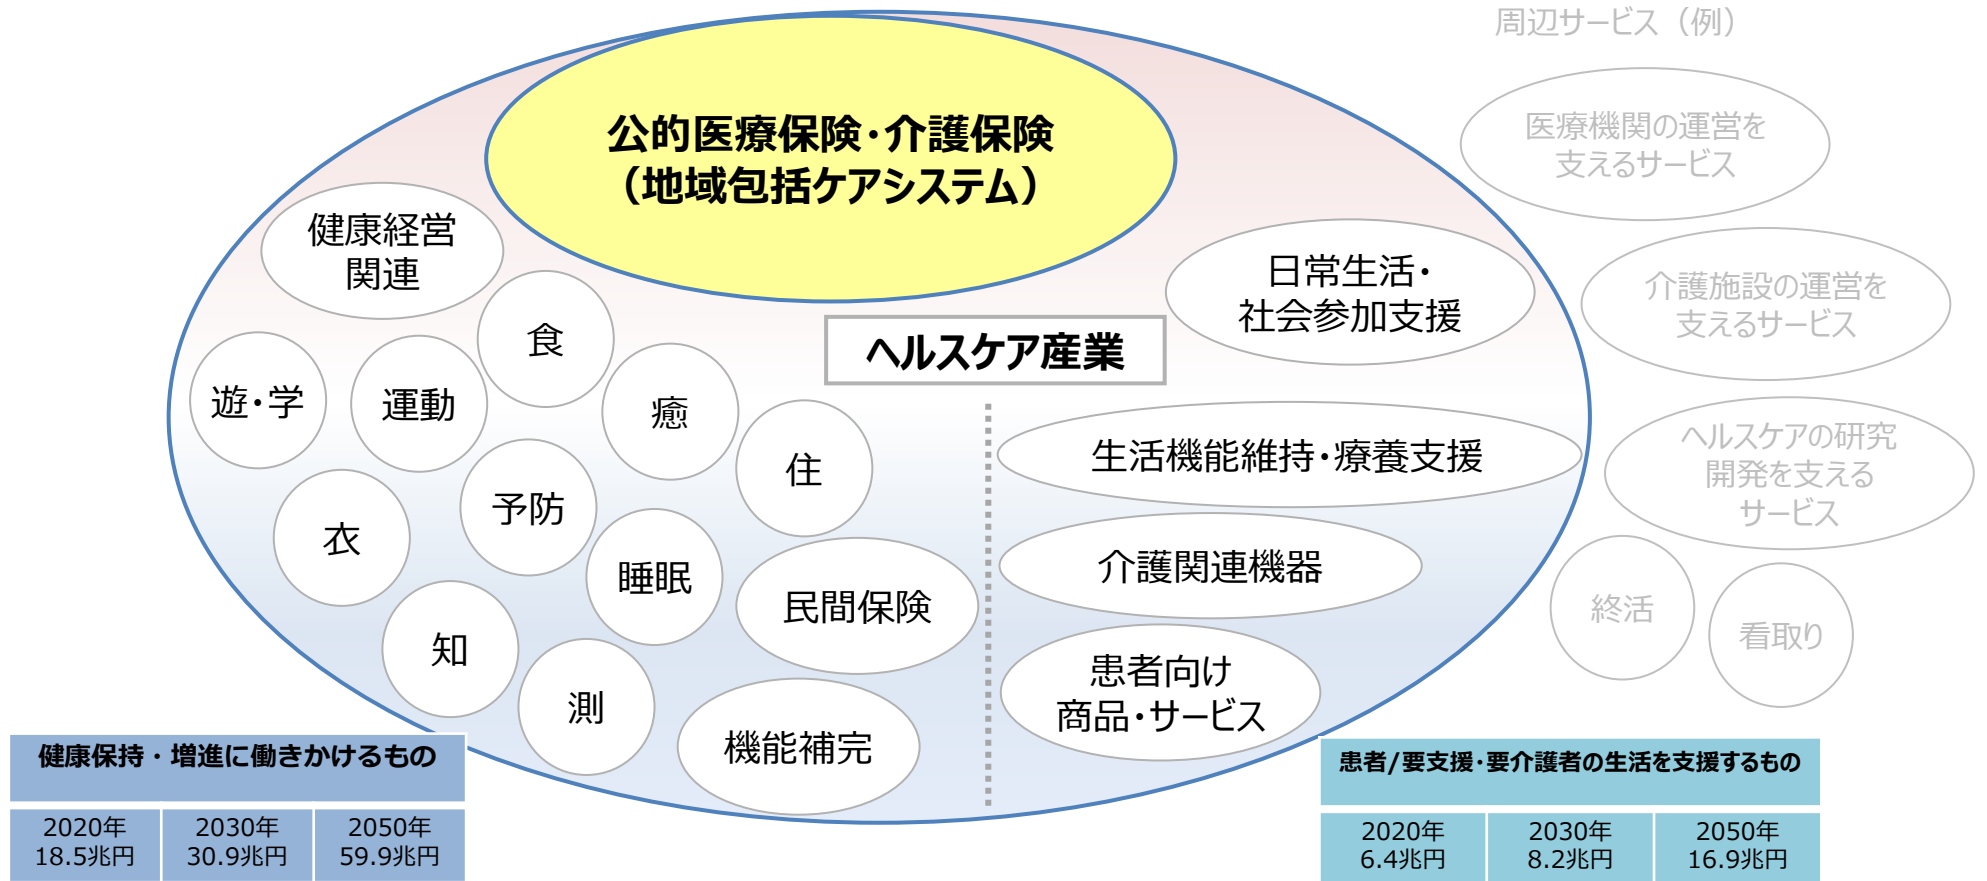 周辺サービス（例）
公的医療保険・介護保険
（地域包括ケアシステム）
医療機関の運営を
支えるサービス
健康経営
関連
日常生活・
社会参加支援
介護施設の運営を
支えるサービス
食
ヘルスケア産業
遊・学
運動
癒
住
生活機能維持・療養支援
ヘルスケアの研究
開発を支える
サービス
衣
予防
睡眠
民間保険
介護関連機器
終活
看取り
知
測
機能補完
患者向け
商品・サービス
健康保持・増進に働きかけるもの
2020年
18.5兆円
2030年
30.9兆円
2050年
59.9兆円
患者/要支援・要介護者の生活を支援するもの
2020年
6.4兆円
2030年
8.2兆円
2050年
16.9兆円